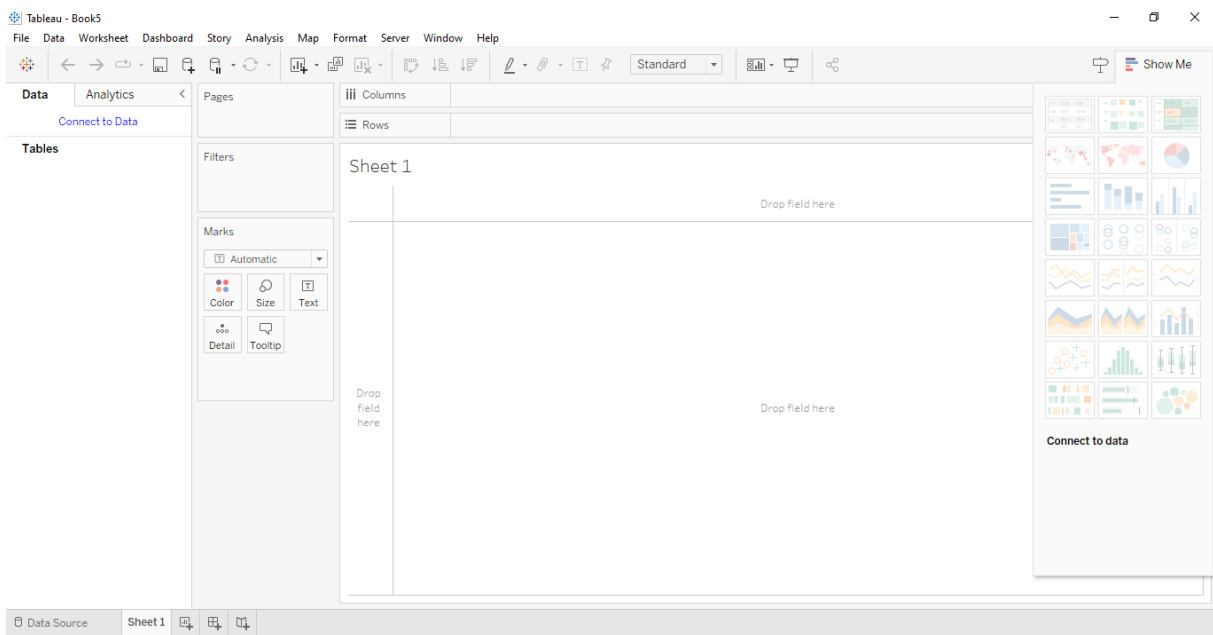 Tableau - Book5
File Data Worksheet Dashboard Story Analysis Map Format Server Window Help
Standard
Show Me
Data Analytics
Connect to Data
Tables
Pages
Filters
Marks
Automatic
Color Size Text
Detail Tooltip
Columns
Rows
Sheet 1
Drop field here
Drop
field
here
Drop field here
Connect to data
Data Source Sheet 1